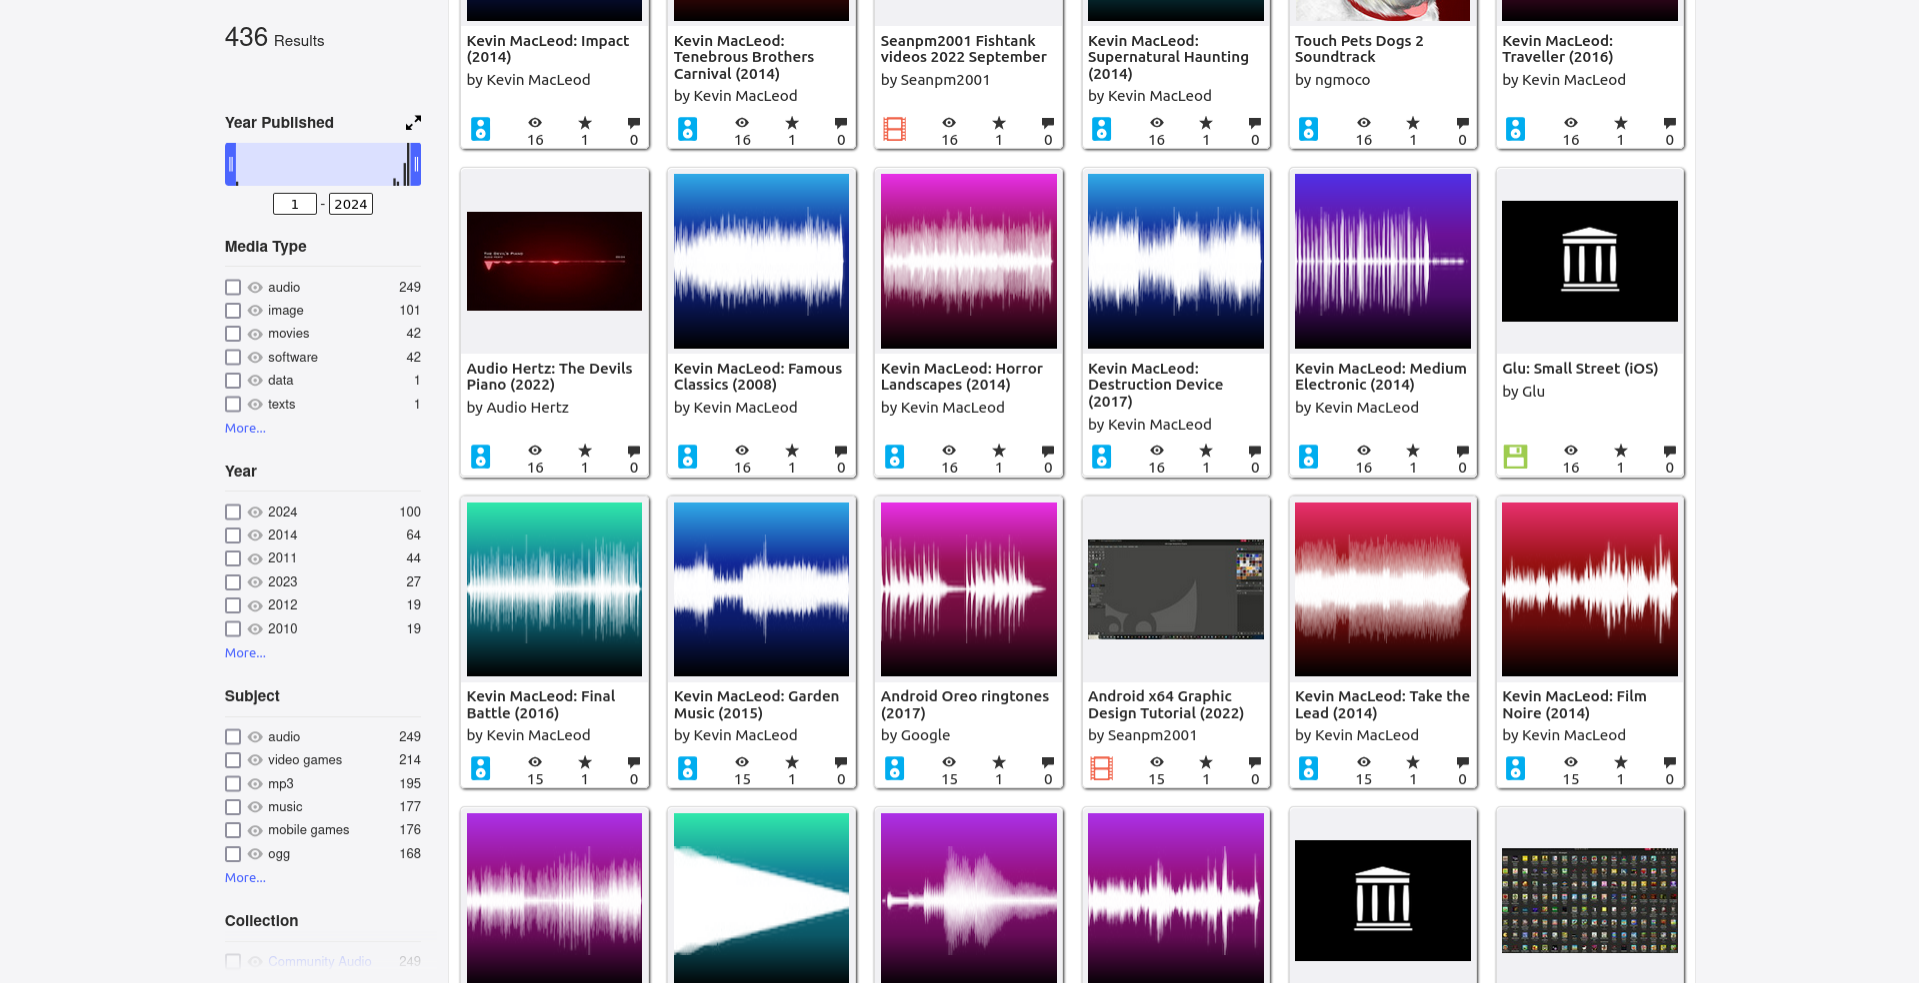 436 Results
Year Published
1 - 2024
Media Type
audio 249
image 101
movies 42
software 42
data 1
texts 1
More...
Year
2024 100
2014 64
2011 44
2023 27
2012 19
2010 19
More...
Subject
audio 249
video games 214
mp3 195
music 177
mobile games 176
ogg 168
More...
Collection
Community Audio 249
Kevin MacLeod: Impact
(2014)
by Kevin MacLeod
16 1 0
Kevin MacLeod:
Tenebrous Brothers
Carnival (2014)
by Kevin MacLeod
16 1 0
Seanpm2001 Fishtank
videos 2022 September
by Seanpm2001
16 1 0
Kevin MacLeod:
Supernatural Haunting
(2014)
by Kevin MacLeod
16 1 0
Touch Pets Dogs 2
Soundtrack
by ngmoco
16 1 0
Kevin MacLeod:
Traveller (2016)
by Kevin MacLeod
16 1 0
THE DEVIL'S PIANO
Audio Hertz: The Devils
Piano (2022)
by Audio Hertz
16 1 0
Kevin MacLeod: Famous
Classics (2008)
by Kevin MacLeod
16 1 0
Kevin MacLeod: Horror
Landscapes (2014)
by Kevin MacLeod
16 1 0
Kevin MacLeod:
Destruction Device
(2017)
by Kevin MacLeod
16 1 0
Kevin MacLeod: Medium
Electronic (2014)
by Kevin MacLeod
16 1 0
Glu: Small Street (iOS)
by Glu
16 1 0
Kevin MacLeod: Final
Battle (2016)
by Kevin MacLeod
15 1 0
Kevin MacLeod: Garden
Music (2015)
by Kevin MacLeod
15 1 0
Android Oreo ringtones
(2017)
by Google
15 1 0
Android x64 Graphic
Design Tutorial (2022)
by Seanpm2001
15 1 0
Kevin MacLeod: Take the
Lead (2014)
by Kevin MacLeod
15 1 0
Kevin MacLeod: Film
Noire (2014)
by Kevin MacLeod
15 1 0